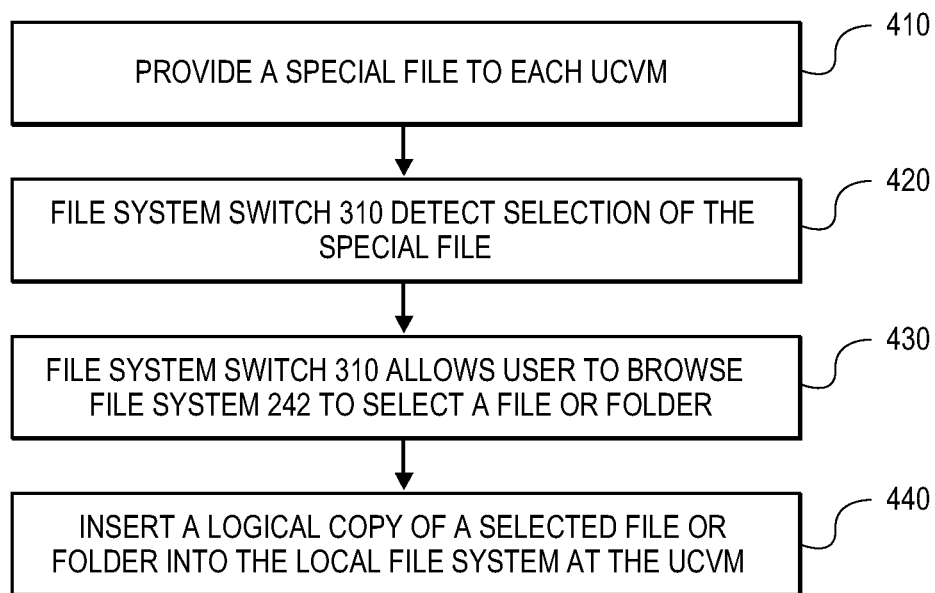 410
PROVIDE A SPECIAL FILE TO EACH UCVM
420
FILE SYSTEM SWITCH 310 DETECT SELECTION OF THE
SPECIAL FILE
430
FILE SYSTEM SWITCH 310 ALLOWS USER TO BROWSE
FILE SYSTEM 242 TO SELECT A FILE OR FOLDER
440
INSERT A LOGICAL COPY OF A SELECTED FILE OR
FOLDER INTO THE LOCAL FILE SYSTEM AT THE UCVM